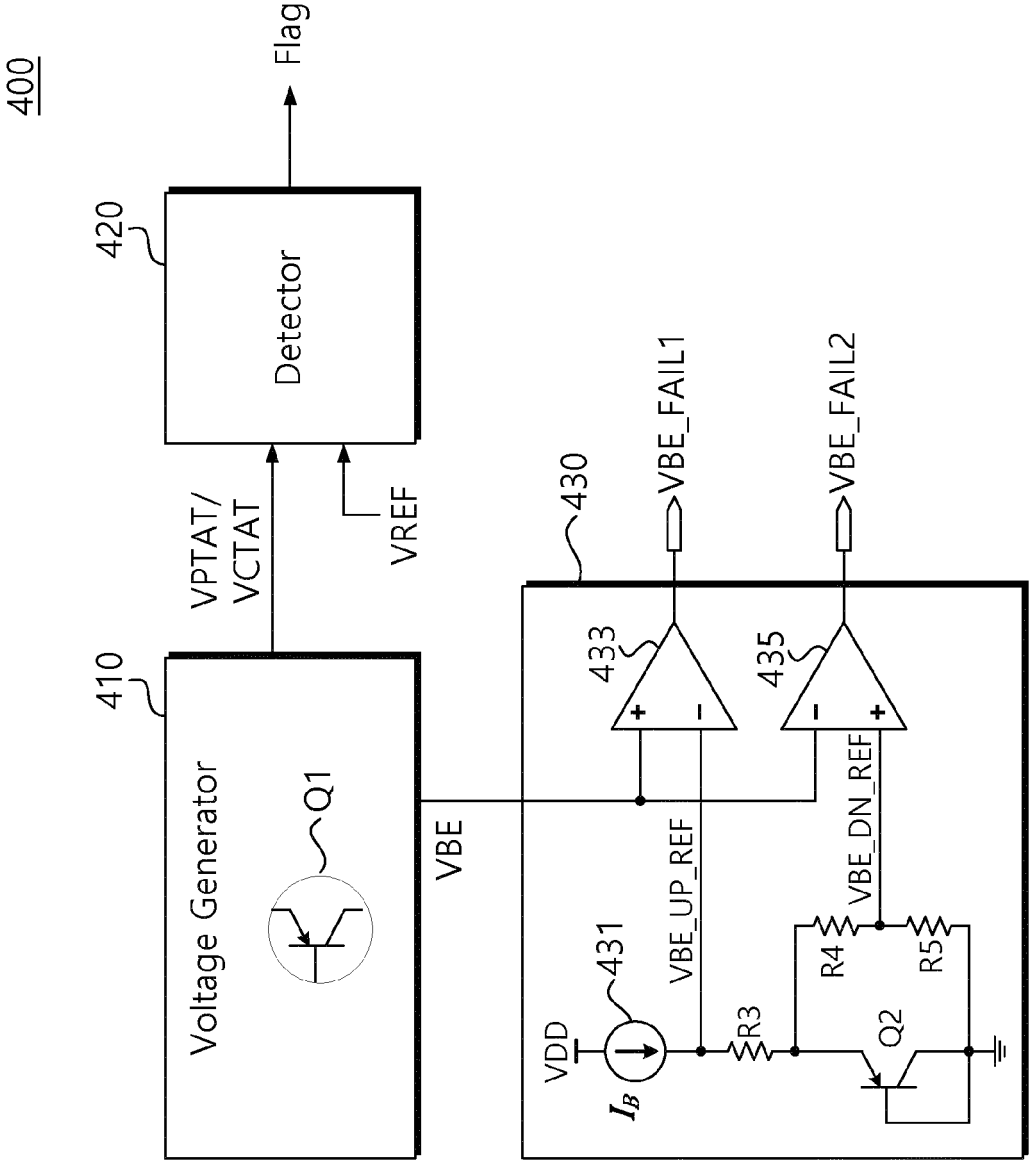 400
410
Voltage Generator
Q1
VPTAT/
VCTAT
VREF
420
Detector
Flag
VBE
430
VDD
I_B
431
VBE_UP_REF
R3
R4
R5
Q2
VBE_DN_REF
+
−
433
VBE_FAIL1
−
+
435
VBE_FAIL2